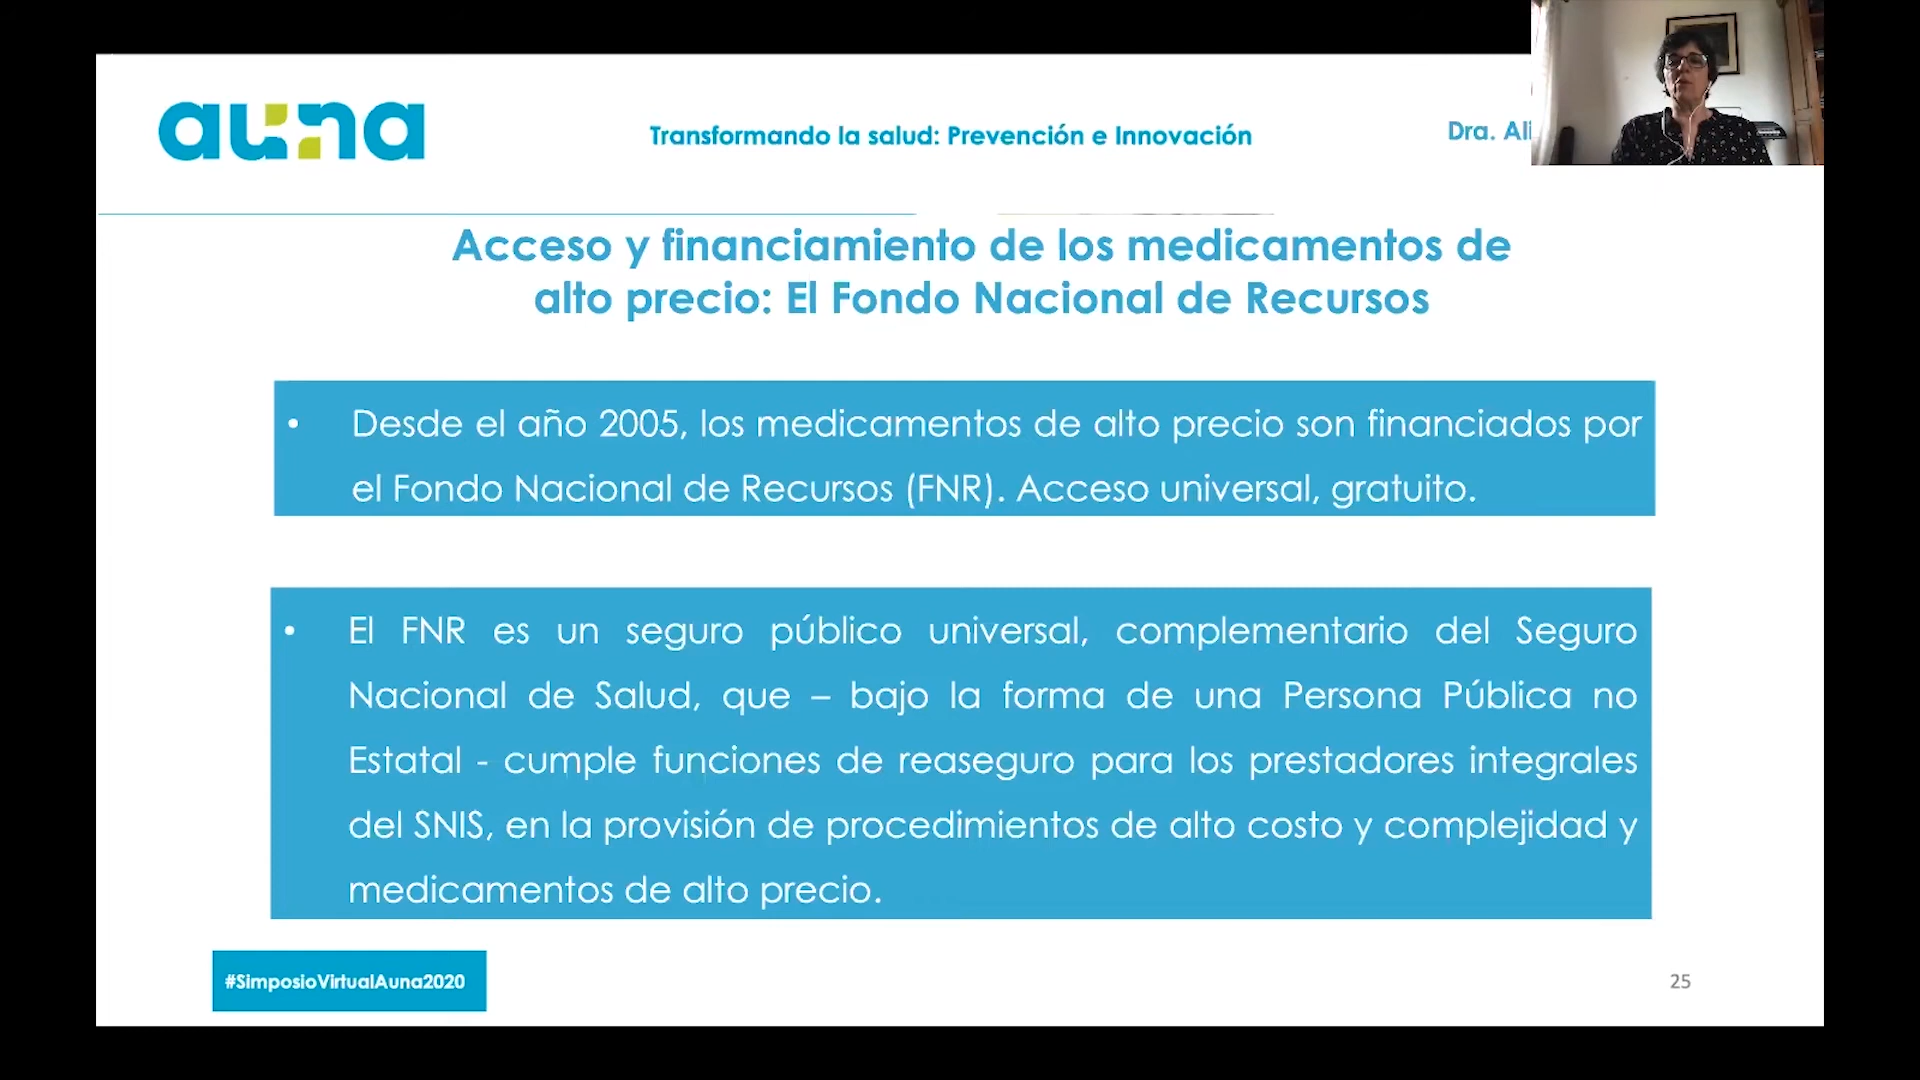 auna
Transformando la salud: Prevención e Innovación
Dra. Ali
Acceso y financiamiento de los medicamentos de
alto precio: El Fondo Nacional de Recursos
• Desde el año 2005, los medicamentos de alto precio son financiados por
el Fondo Nacional de Recursos (FNR). Acceso universal, gratuito.
• El FNR es un seguro público universal, complementario del Seguro
Nacional de Salud, que – bajo la forma de una Persona Pública no
Estatal - cumple funciones de reaseguro para los prestadores integrales
del SNIS, en la provisión de procedimientos de alto costo y complejidad y
medicamentos de alto precio.
#SimposioVirtualAuna2020
25